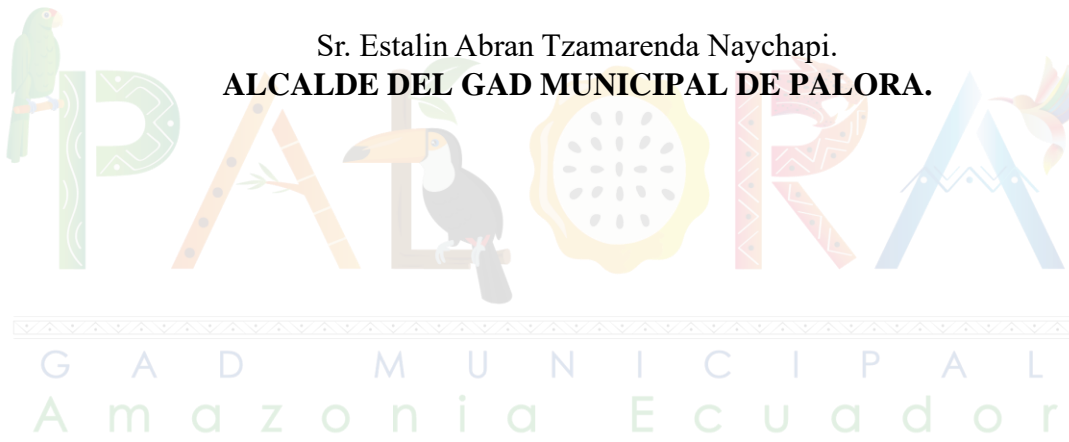 Sr. Estalin Abran Tzamarenda Naychapi.
ALCALDE DEL GAD MUNICIPAL DE PALORA.
PALORA
GAD MUNICIPAL
Amazonia Ecuador